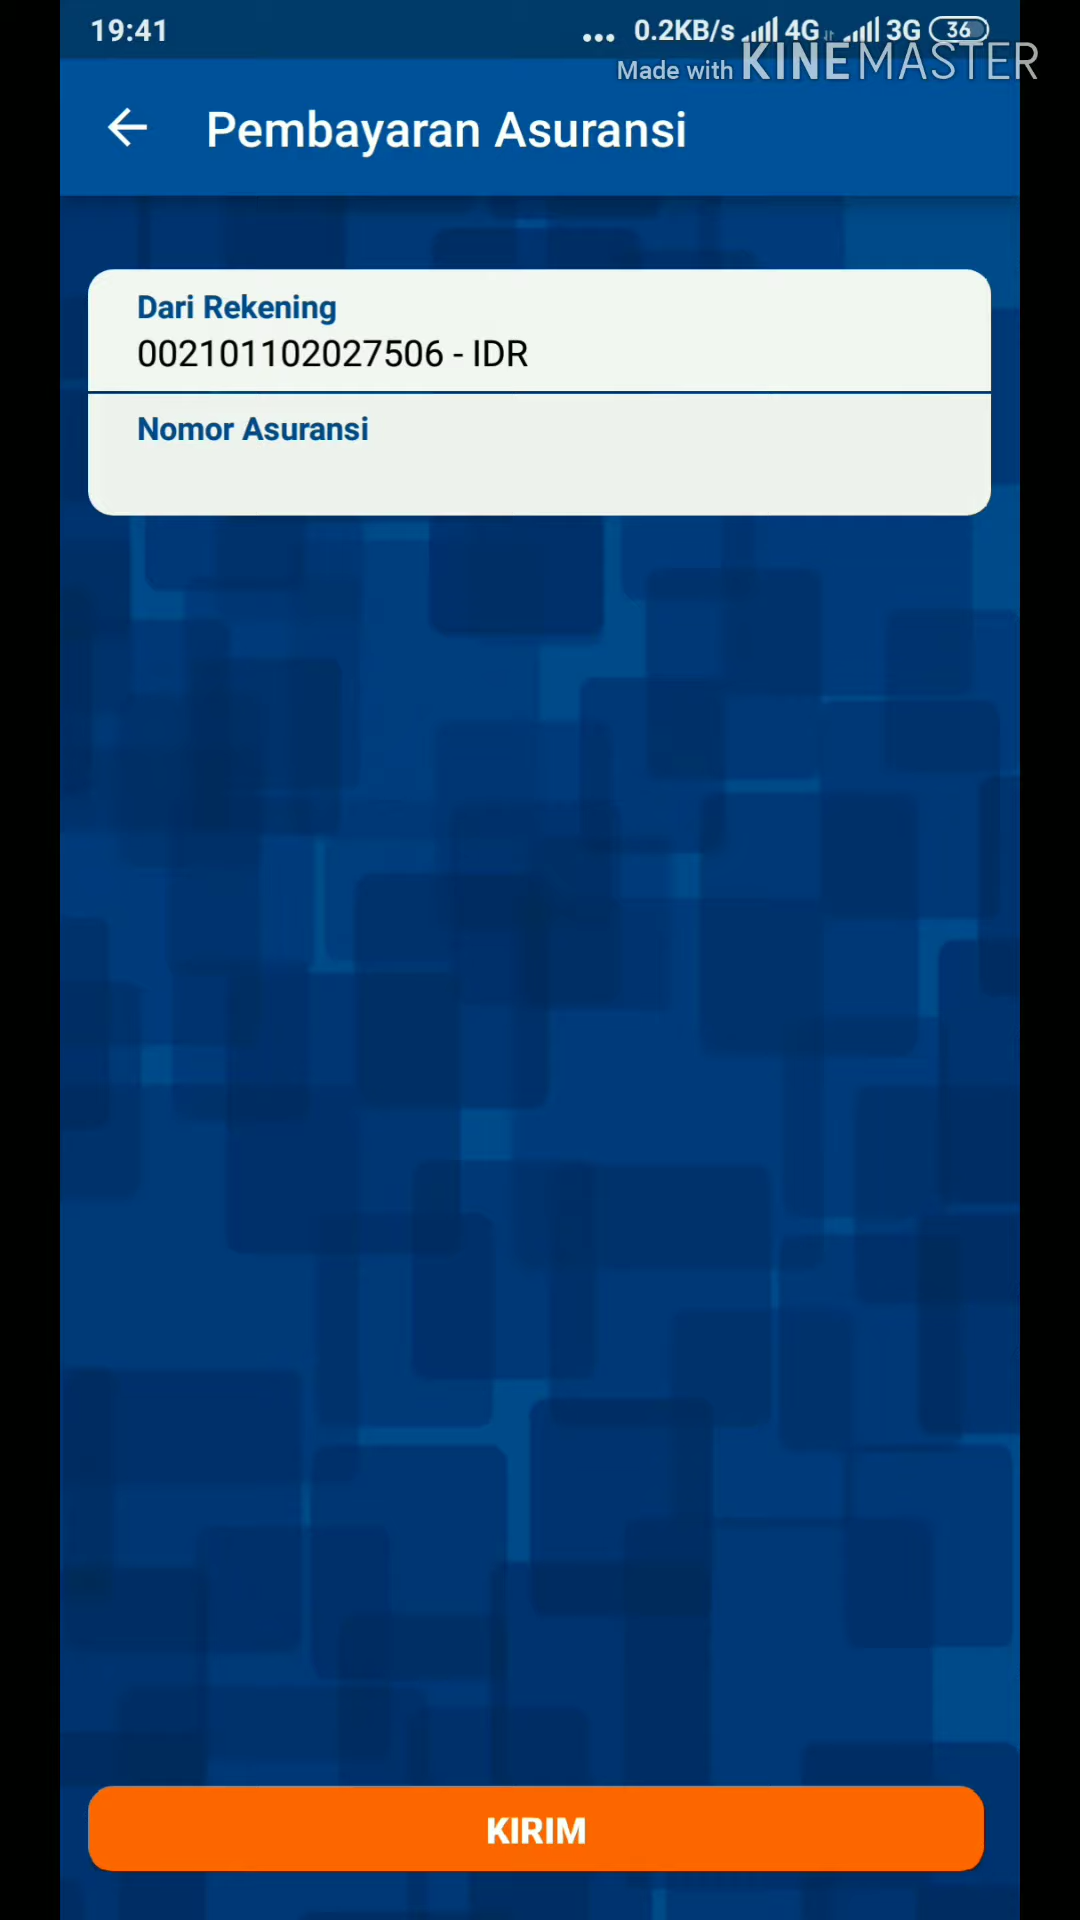 19:41
... 0.2KB/s 4G 3G 36
Made with KINEMASTER
Pembayaran Asuransi
Dari Rekening
002101102027506 - IDR
Nomor Asuransi
KIRIM